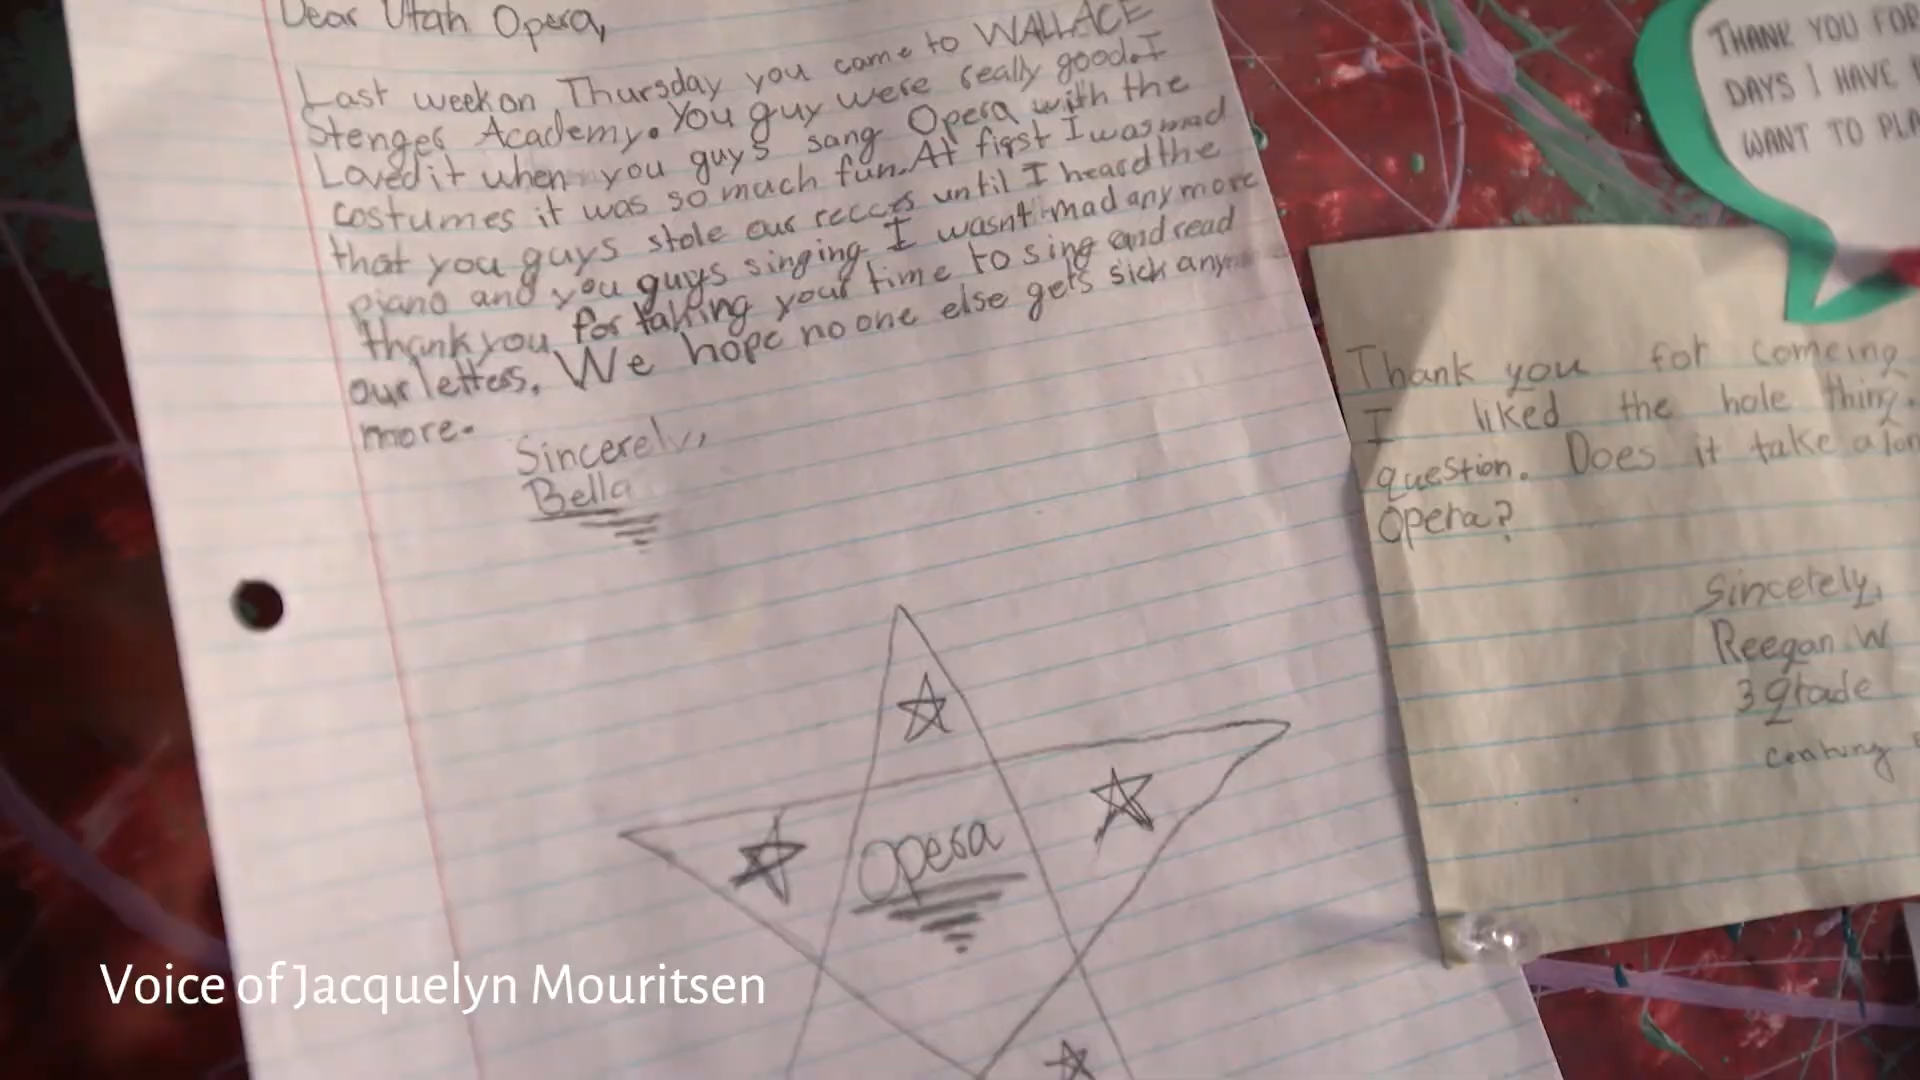 Dear Utah Opera,
Last week on Thursday you came to WALLACE
Stenger Academy. You guy were really good. I
Loved it when you guys sang Opera with the
costumes it was so much fun. At first I was mad
that you guys stole our recces until I heard the
piano and you guys singing I wasn't mad any more
thank you for taking your time to sing and read
our letters. We hope no one else gets sick any
more.
Sincerely,
Bella
Opera
THANK YOU FOR
DAYS I HAVE
WANT TO PLA
Thank you for comeing
I liked the hole thing.
question. Does it take a lon
Opera?
Sincerely,
Reegan W
3 grade
Voice of Jacquelyn Mouritsen